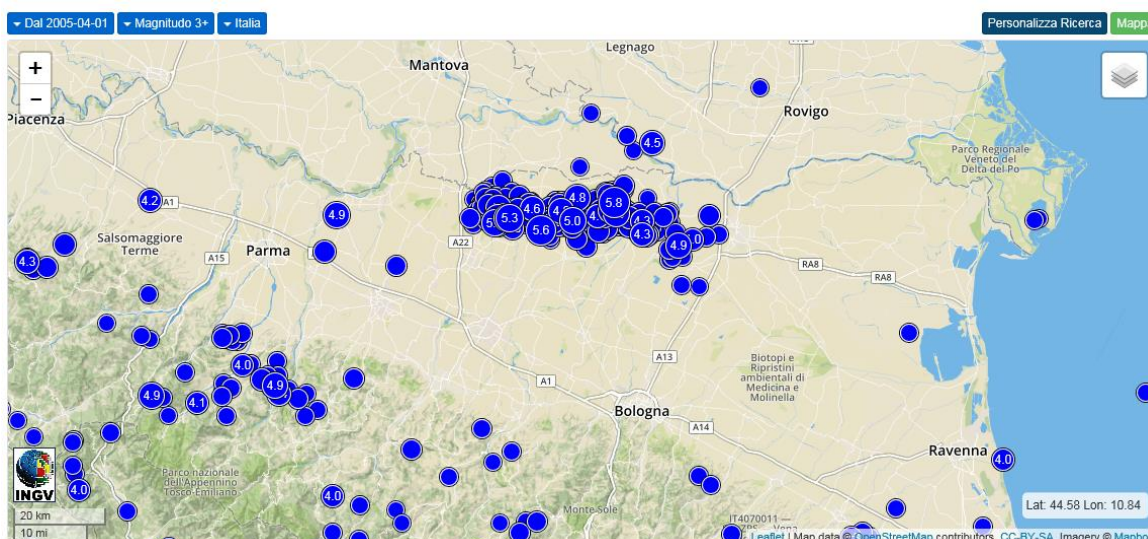 Dal 2005-04-01
Magnitudo 3+
Italia
Personalizza Ricerca
Mapp
+
−
Legnago
Mantova
Rovigo
Piacenza
4.5
Parco Regionale
Veneto del
Delta del Po
4.2
A1
4.9
4.6
4.8
5.8
5.3
5.0
4.3
5.6
4.3
4.9
Salsomaggiore
Terme
Parma
A22
A15
4.3
RA8
RA8
A13
4.0
4.9
4.9
4.1
A1
Biotopi e
Ripristini
ambientali di
Medicina e
Molinella
Bologna
A14
Ravenna
4.0
INGV
Parco nazionale
dell'Appennino
Tosco-Emiliano
4.0
4.0
Monte Sole
Lat: 44.58 Lon: 10.84
20 km
10 mi
IT4070011 —
Leaflet | Map data © OpenStreetMap contributors, CC-BY-SA, Imagery © Mapbo